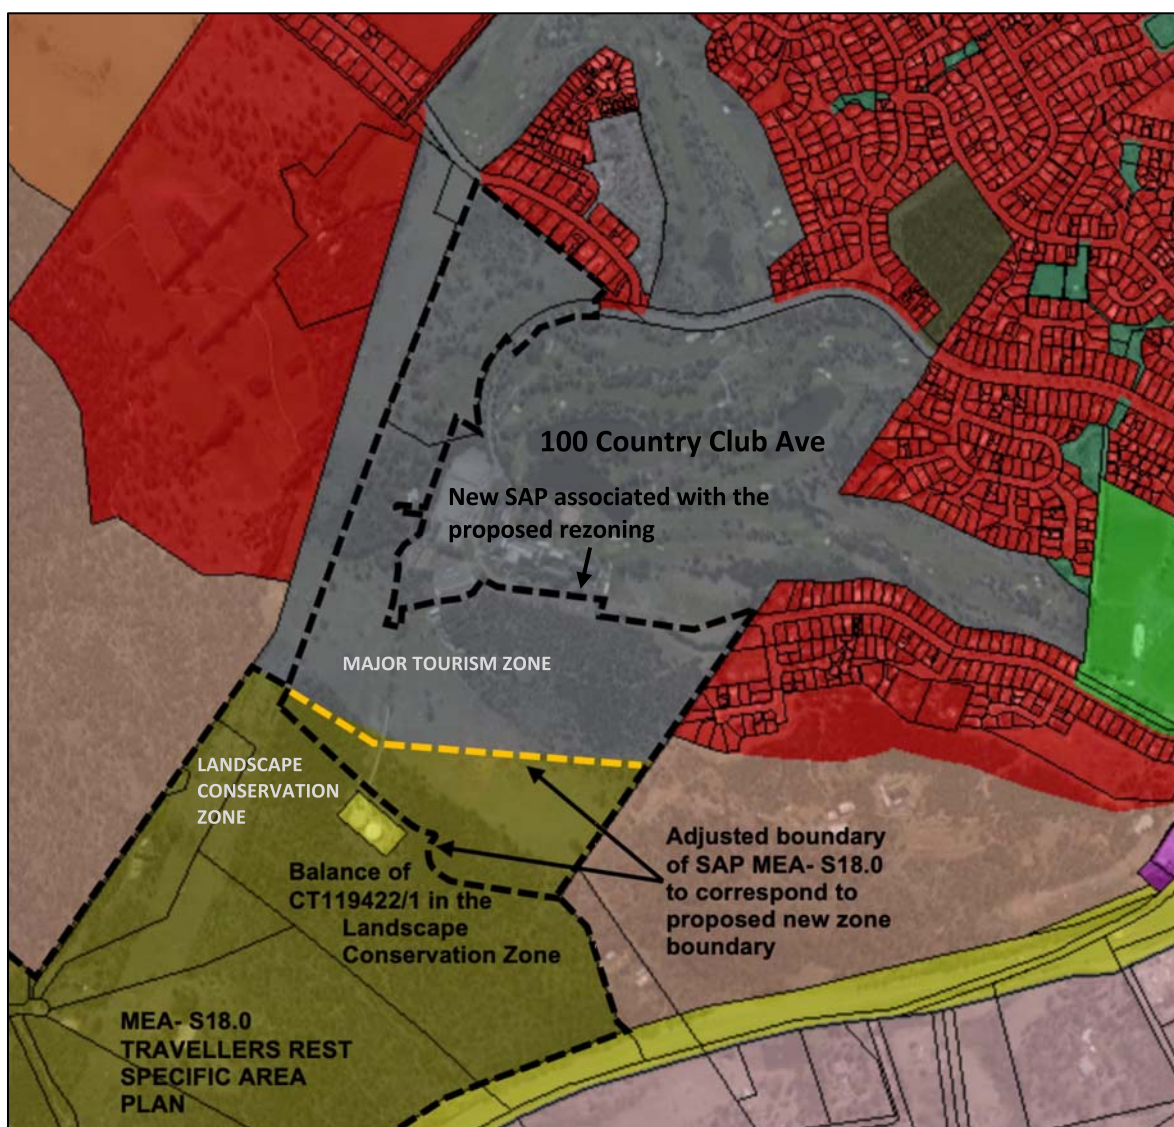 100 Country Club Ave
New SAP associated with the
proposed rezoning
MAJOR TOURISM ZONE
LANDSCAPE
CONSERVATION
ZONE
Adjusted boundary
of SAP MEA- S18.0
to correspond to
proposed new zone
boundary
Balance of
CT119422/1 in the
Landscape
Conservation Zone
MEA- S18.0
TRAVELLERS REST
SPECIFIC AREA
PLAN